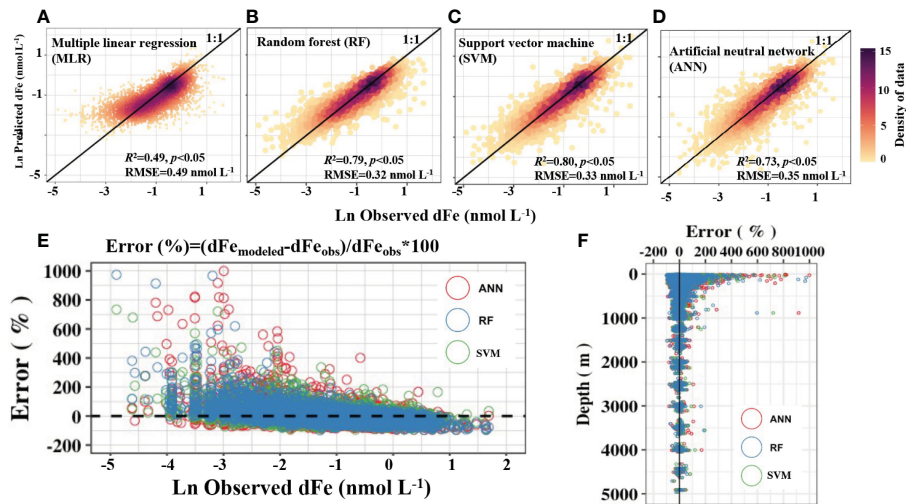 A
B
C
D
Multiple linear regression
(MLR)
1:1
Random forest (RF)
1:1
Support vector machine
(SVM)
1:1
Artificial neutral network
(ANN)
1:1
Ln Predicted dFe (nmol L-1)
1
-1
-5
R²=0.49, p<0.05
RMSE=0.49 nmol L-1
R²=0.79, p<0.05
RMSE=0.32 nmol L-1
R²=0.80, p<0.05
RMSE=0.33 nmol L-1
R²=0.73, p<0.05
RMSE=0.35 nmol L-1
-5 -3 -1 1
-5 -3 -1 1
-5 -3 -1 1
-5 -3 -1 1
Ln Observed dFe (nmol L-1)
15
10
5
0
Density of data
E
Error (%)=(dFemodeled-dFeobs)/dFeobs*100
Error ( % )
1000
800
600
400
200
0
-200
ANN
RF
SVM
-5 -4 -3 -2 -1 0 1 2
Ln Observed dFe (nmol L-1)
F
Error ( % )
-200 0 200 400 600 800 1000
Depth ( m )
0
1000
2000
3000
4000
5000
ANN
RF
SVM